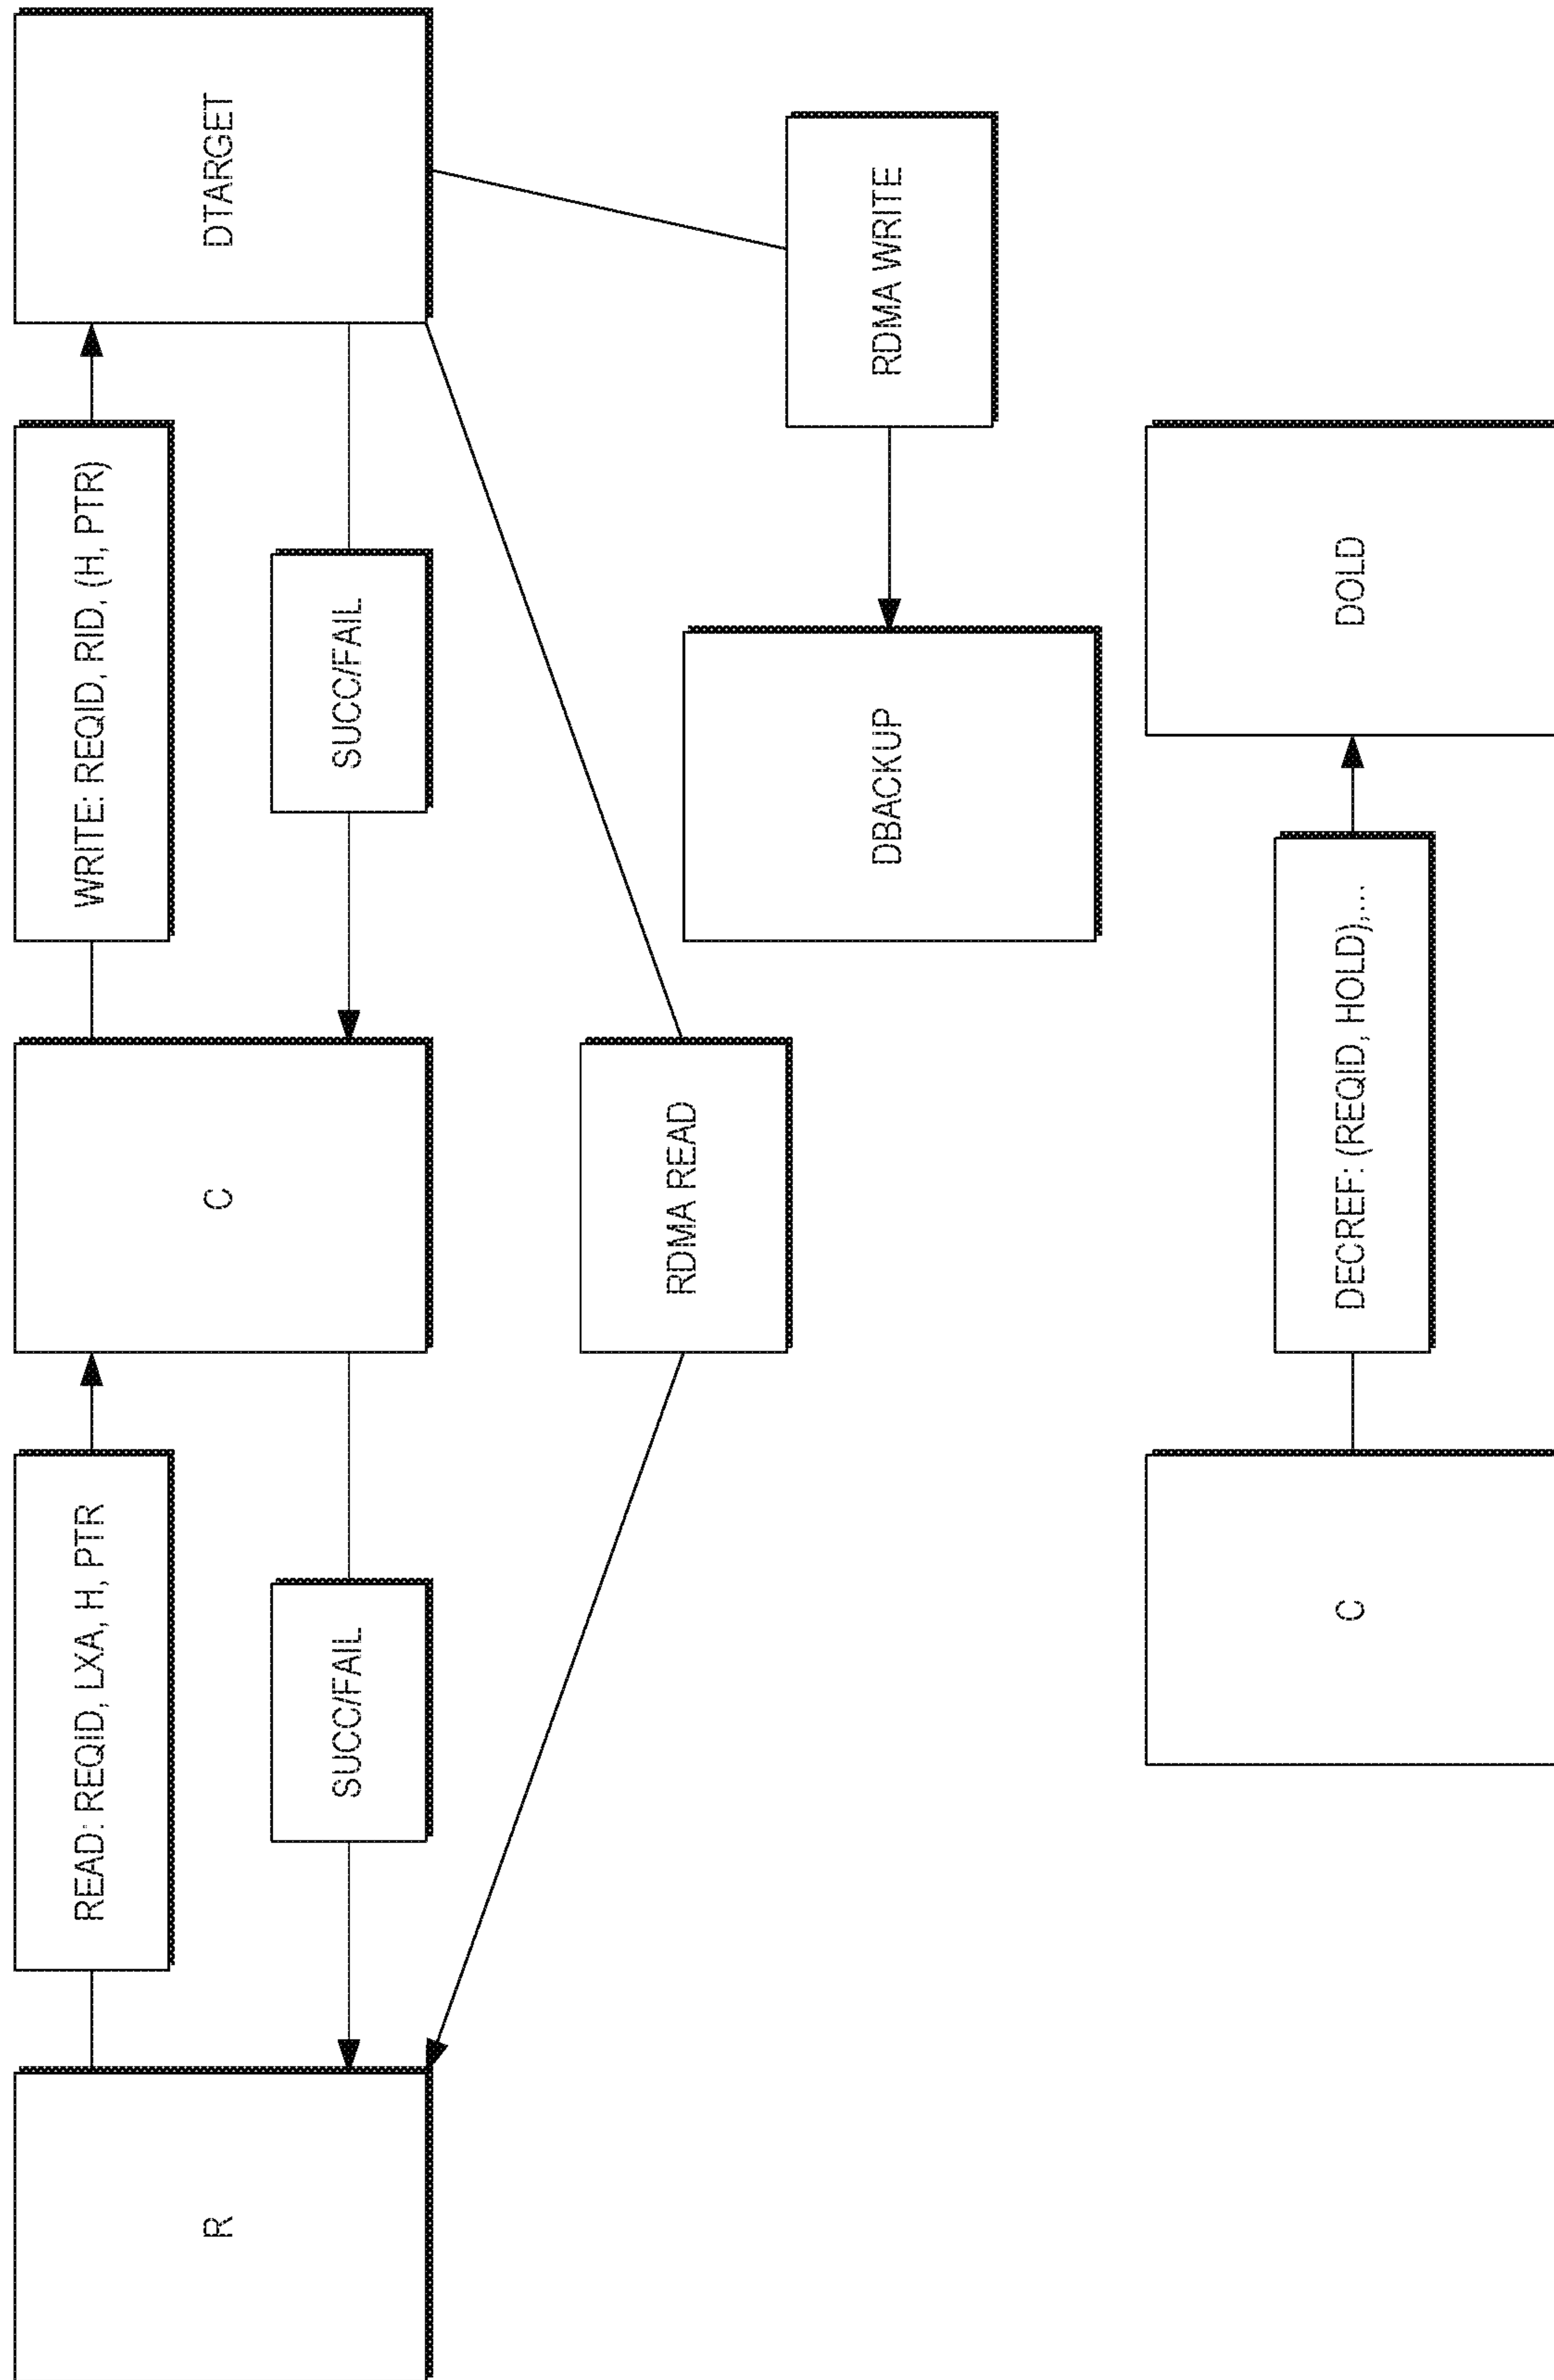 R
READ: REQID, LXA, H, PTR
SUCC/FAIL
C
WRITE: REQID, RID, (H, PTR)
SUCC/FAIL
DTARGET
RDMA READ
RDMA WRITE
DBACKUP
C
DECREF: (REQID, HOLD),...
DOLD